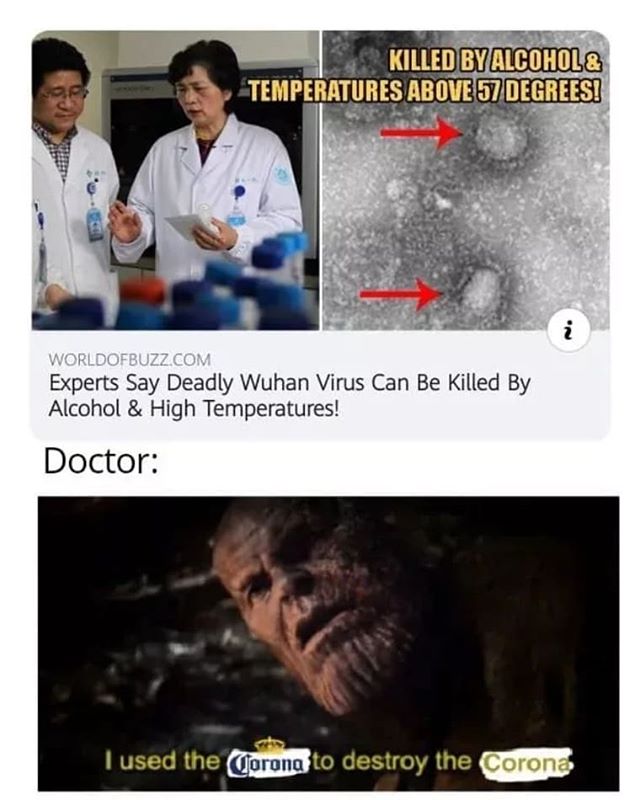 KILLED BY ALCOHOL &
TEMPERATURES ABOVE 57 DEGREES!
i
WORLDOFBUZZ.COM
Experts Say Deadly Wuhan Virus Can Be Killed By
Alcohol & High Temperatures!
Doctor:
I used the Corona to destroy the Corona